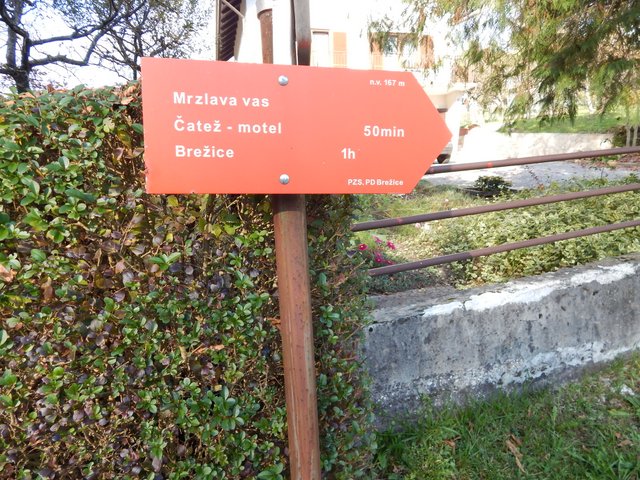 n.v. 167 m
Mrzlava vas
Čatež - motel 50min
Brežice 1h
PZS, PD Brežice